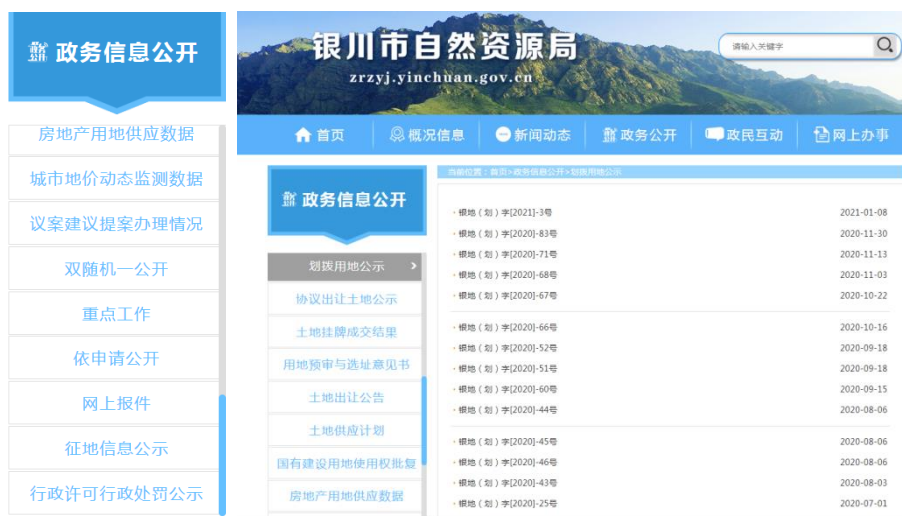 政务信息公开
房地产用地供应数据
城市地价动态监测数据
议案建议提案办理情况
双随机一公开
重点工作
依申请公开
网上报件
征地信息公示
行政许可行政处罚公示
银川市自然资源局
zrzyj.yinchuan.gov.cn
请输入关键字
首页 概况信息 新闻动态 政务公开 政民互动 网上办事
当前位置：首页>政务信息公开>划拨用地公示
政务信息公开
划拨用地公示
协议出让土地公示
土地挂牌成交结果
用地预审与选址意见书
土地出让公告
土地供应计划
国有建设用地使用权批复
房地产用地供应数据
银地（划）字[2021]-3号 2021-01-08
银地（划）字[2020]-83号 2020-11-30
银地（划）字[2020]-71号 2020-11-13
银地（划）字[2020]-68号 2020-11-03
银地（划）字[2020]-67号 2020-10-22
银地（划）字[2020]-66号 2020-10-16
银地（划）字[2020]-52号 2020-09-18
银地（划）字[2020]-51号 2020-09-18
银地（划）字[2020]-60号 2020-09-15
银地（划）字[2020]-44号 2020-08-06
银地（划）字[2020]-45号 2020-08-06
银地（划）字[2020]-46号 2020-08-06
银地（划）字[2020]-43号 2020-08-03
银地（划）字[2020]-25号 2020-07-01